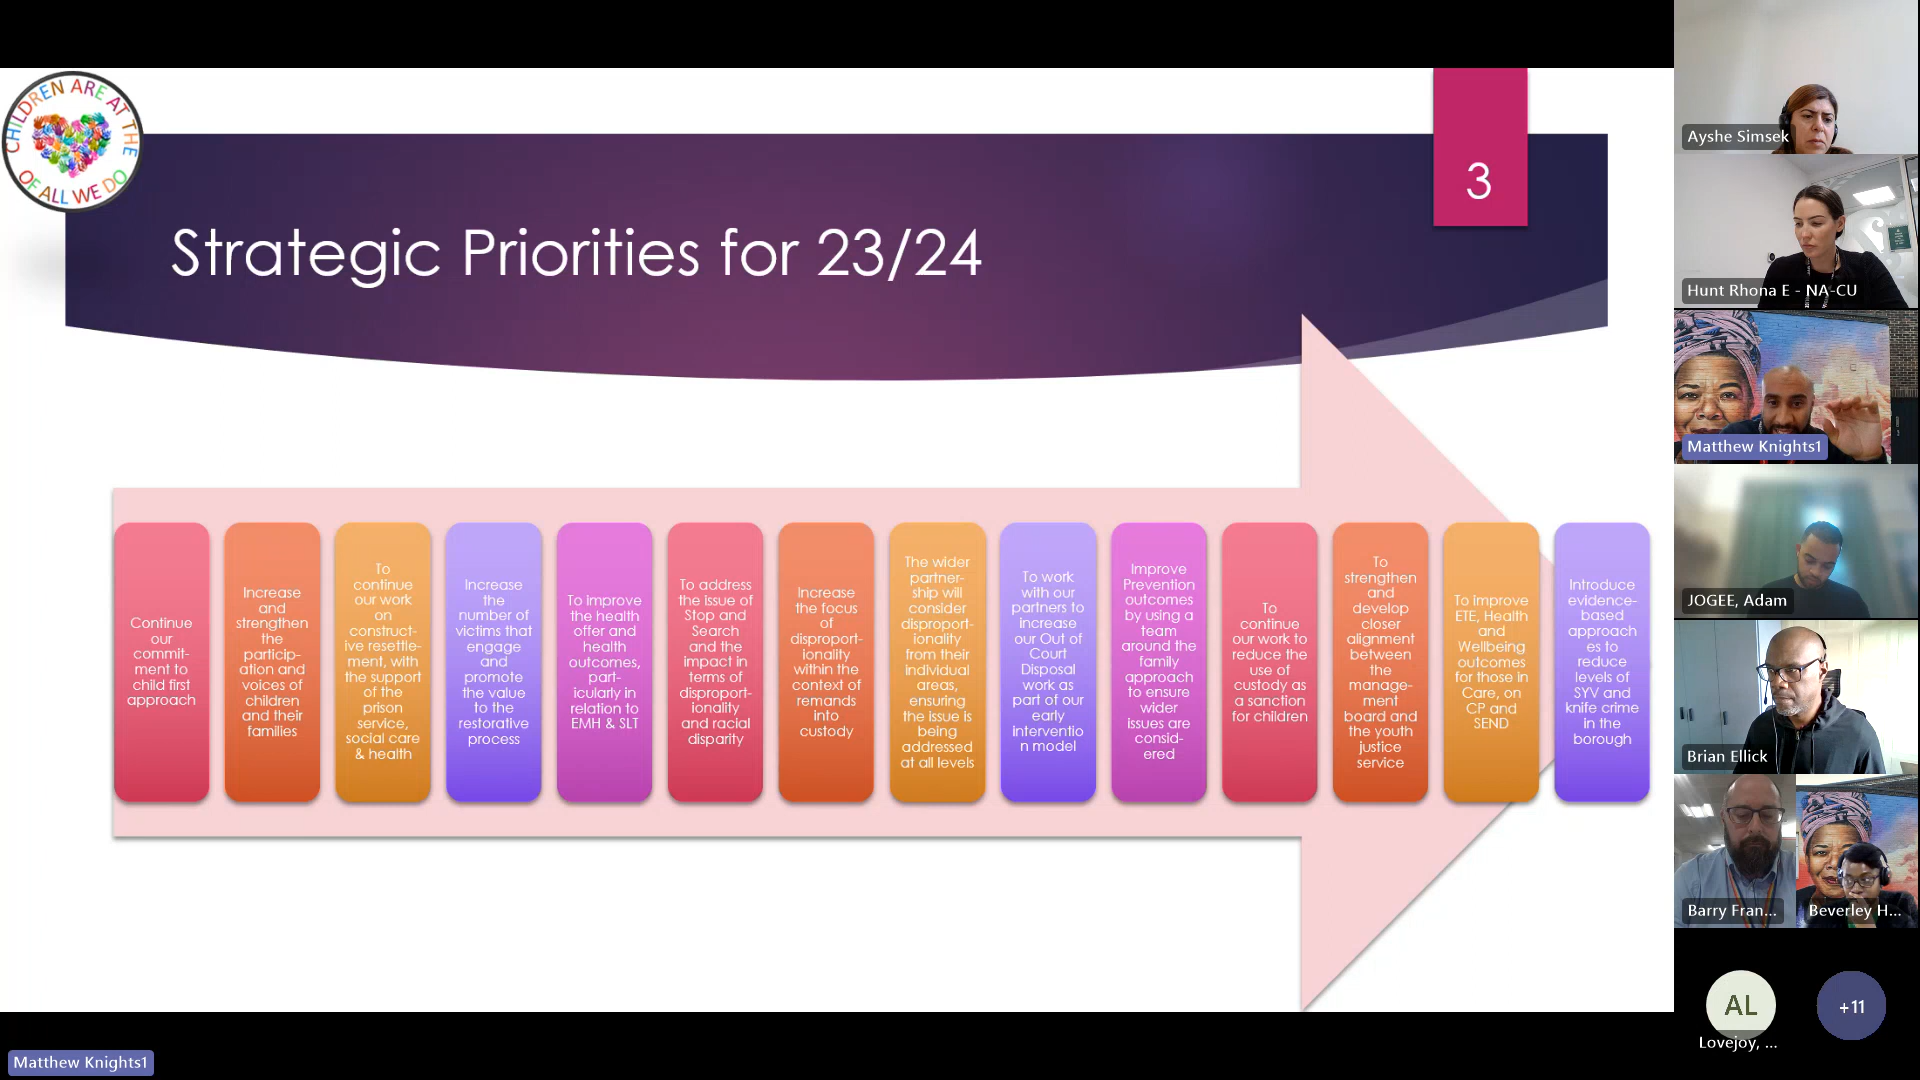 CHILDREN ARE AT THE
OF ALL WE DO
3
Strategic Priorities for 23/24
Continue
our
commit-
ment to
child first
approach
Increase
and
strengthen
the
particip-
ation and
voices of
children
and their
families
To
continue
our work
on
construct-
ive resettle-
ment, with
the support
of the
prison
service,
social care
& health
Increase
the
number of
victims that
engage
and
promote
the value
to the
restorative
process
To improve
the health
offer and
health
outcomes,
part-
icularly in
relation to
EMH & SLT
To address
the issue of
Stop and
Search
and the
impact in
terms of
disproport-
ionality
and racial
disparity
Increase
the focus
of
disproport-
ionality
within the
context of
remands
into
custody
The wider
partner-
ship will
consider
disproport-
ionality
from their
individual
areas,
ensuring
the issue is
being
addressed
at all levels
To work
with our
partners to
increase
our Out of
Court
Disposal
work as
part of our
early
interventio
n model
Improve
Prevention
outcomes
by using a
team
around the
family
approach
to ensure
wider
issues are
consid-
ered
To
continue
our work to
reduce the
use of
custody as
a sanction
for children
To
strengthen
and
develop
closer
alignment
between
the
manage-
ment
board and
the youth
justice
service
To improve
ETE, Health
and
Wellbeing
outcomes
for those in
Care, on
CP and
SEND
Introduce
evidence-
based
approach
es to
reduce
levels of
SYV and
knife crime
in the
borough
Ayshe Simsek
Hunt Rhona E - NA-CU
Matthew Knights1
JOGEE, Adam
Brian Ellick
Barry Fran...
Beverley H...
AL
Lovejoy, ...
+11
Matthew Knights1